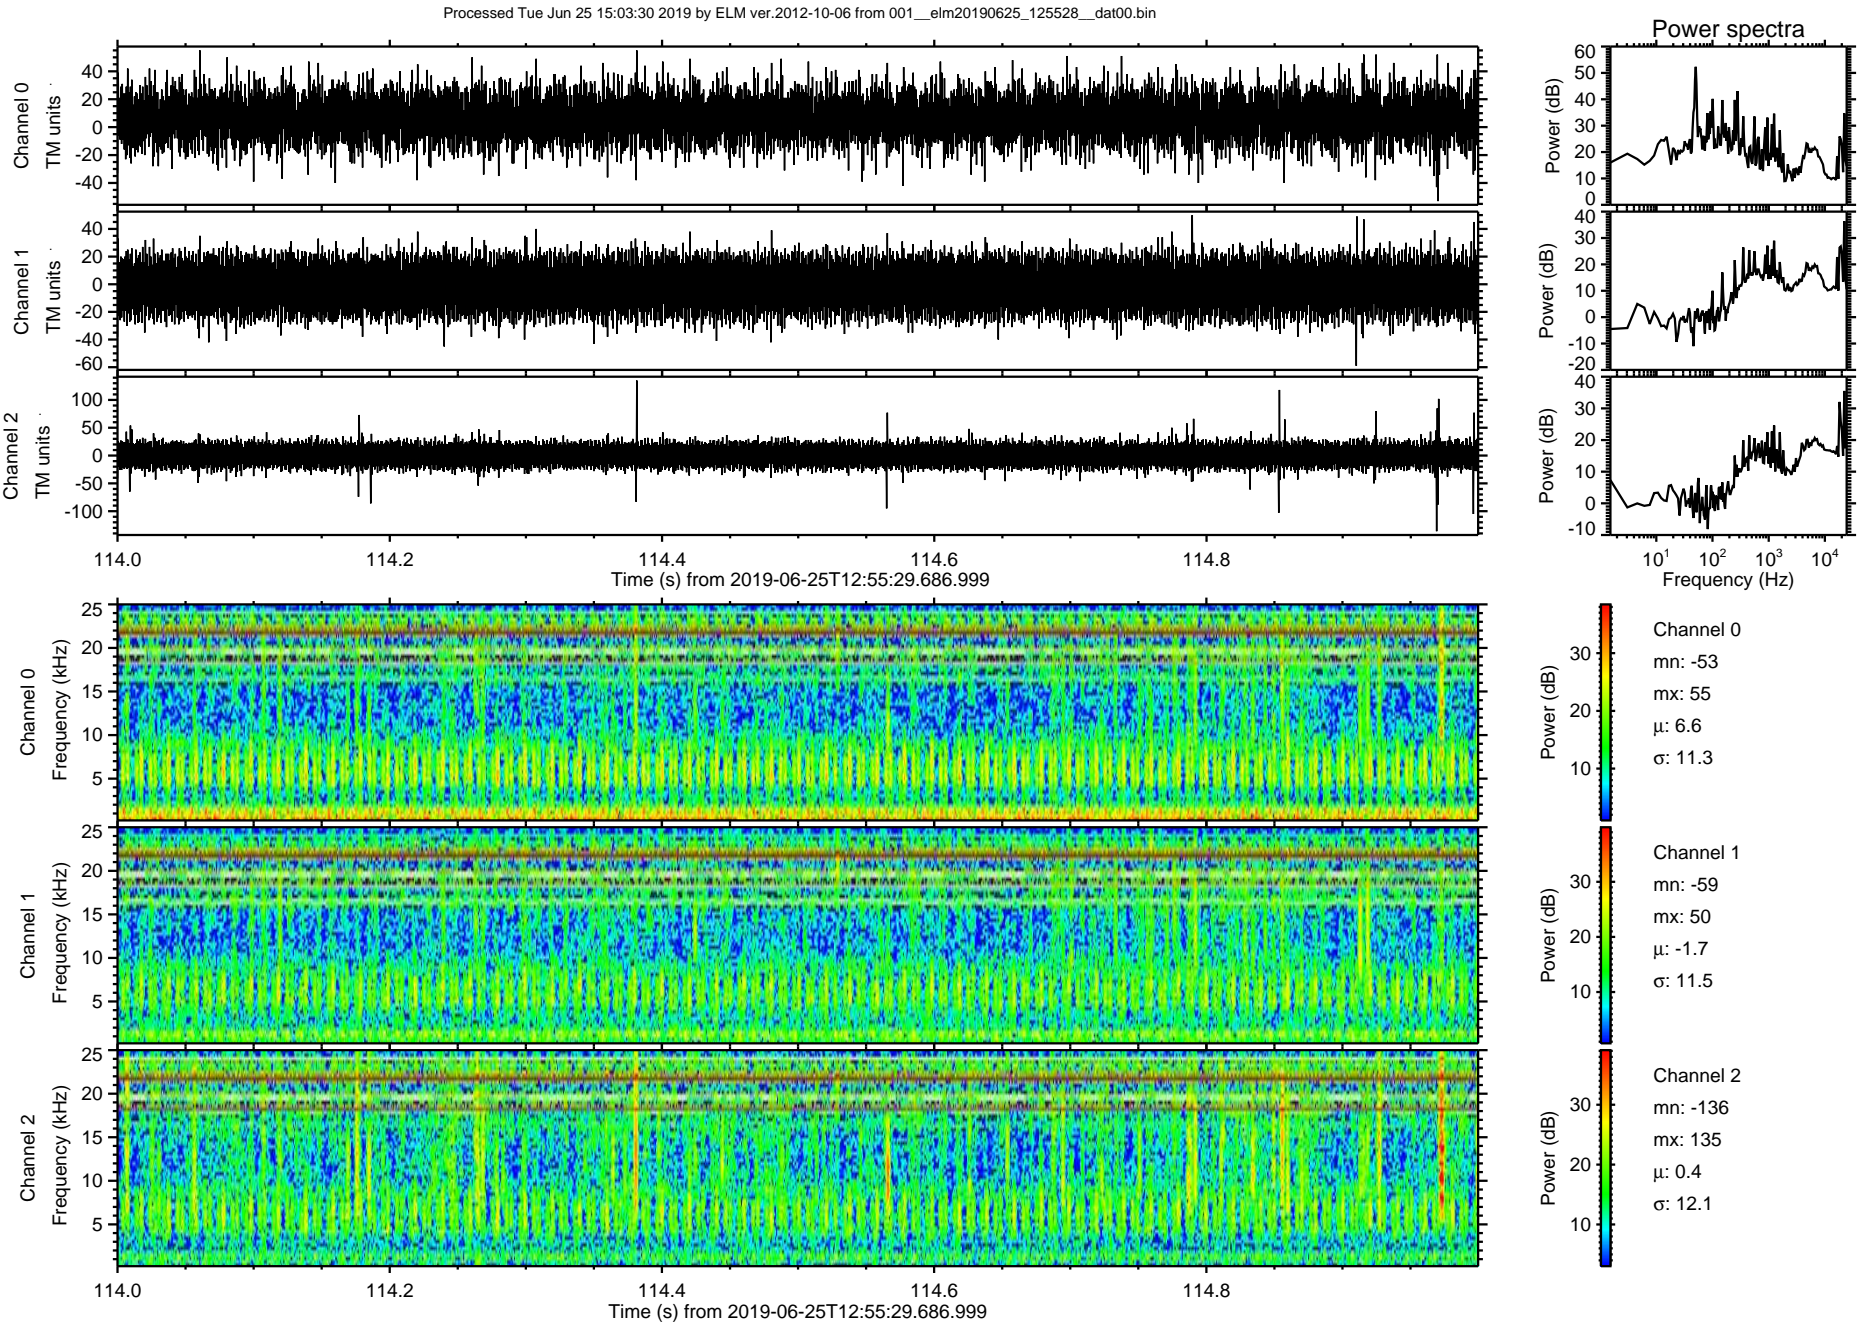 Processed Tue Jun 25 15:03:30 2019 by ELM ver.2012-10-06 from 001__elm20190625_125528__dat00.bin
Power spectra
Channel 0
TM units
40
20
0
-20
-40
Power (dB)
60
50
40
30
20
10
0
Channel 1
TM units
40
20
0
-20
-40
-60
Power (dB)
40
30
20
10
0
-10
-20
Channel 2
TM units
100
50
0
-50
-100
Power (dB)
40
30
20
10
0
-10
114.0 114.2 114.4 114.6 114.8
Time (s) from 2019-06-25T12:55:29.686.999
10^1 10^2 10^3 10^4
Frequency (Hz)
Channel 0
Frequency (kHz)
25
20
15
10
5
Power (dB)
30
20
10
Channel 0
mn: -53
mx: 55
µ: 6.6
σ: 11.3
Channel 1
Frequency (kHz)
25
20
15
10
5
Power (dB)
30
20
10
Channel 1
mn: -59
mx: 50
µ: -1.7
σ: 11.5
Channel 2
Frequency (kHz)
25
20
15
10
5
Power (dB)
30
20
10
Channel 2
mn: -136
mx: 135
µ: 0.4
σ: 12.1
114.0 114.2 114.4 114.6 114.8
Time (s) from 2019-06-25T12:55:29.686.999